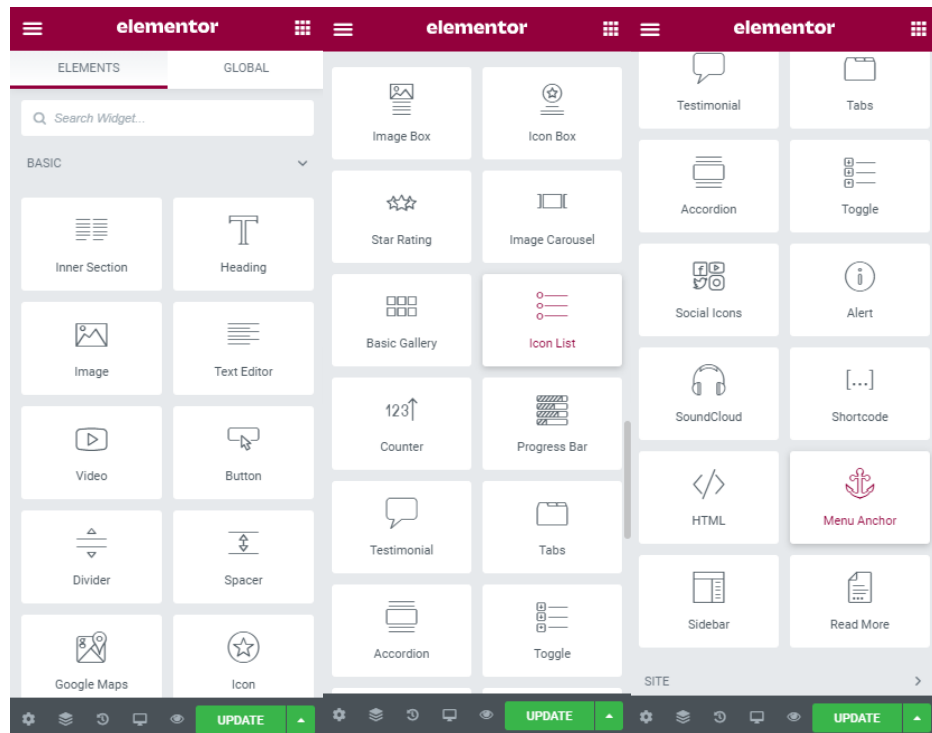 elementor
ELEMENTS GLOBAL
Search Widget...
BASIC
Inner Section Heading
Image Text Editor
Video Button
Divider Spacer
Google Maps Icon
UPDATE
elementor
Image Box Icon Box
Star Rating Image Carousel
Basic Gallery Icon List
123
Counter Progress Bar
Testimonial Tabs
Accordion Toggle
UPDATE
elementor
Testimonial Tabs
Accordion Toggle
Social Icons Alert
[...]
SoundCloud Shortcode
</>
HTML Menu Anchor
Sidebar Read More
SITE
UPDATE